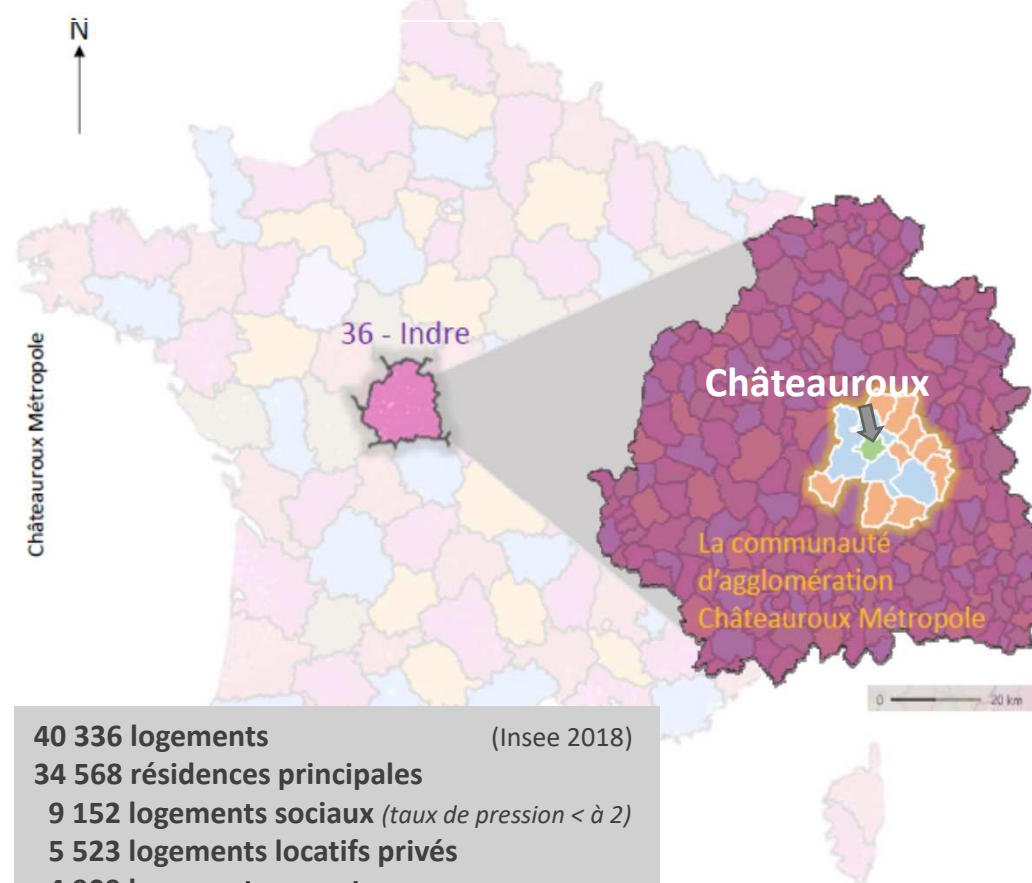 N
36 - Indre
Châteauroux
Châteauroux Métropole
La communauté
d'agglomération
Châteauroux Métropole
0 20 km
40 336 logements (Insee 2018)
34 568 résidences principales
9 152 logements sociaux (taux de pression < à 2)
5 523 logements locatifs privés